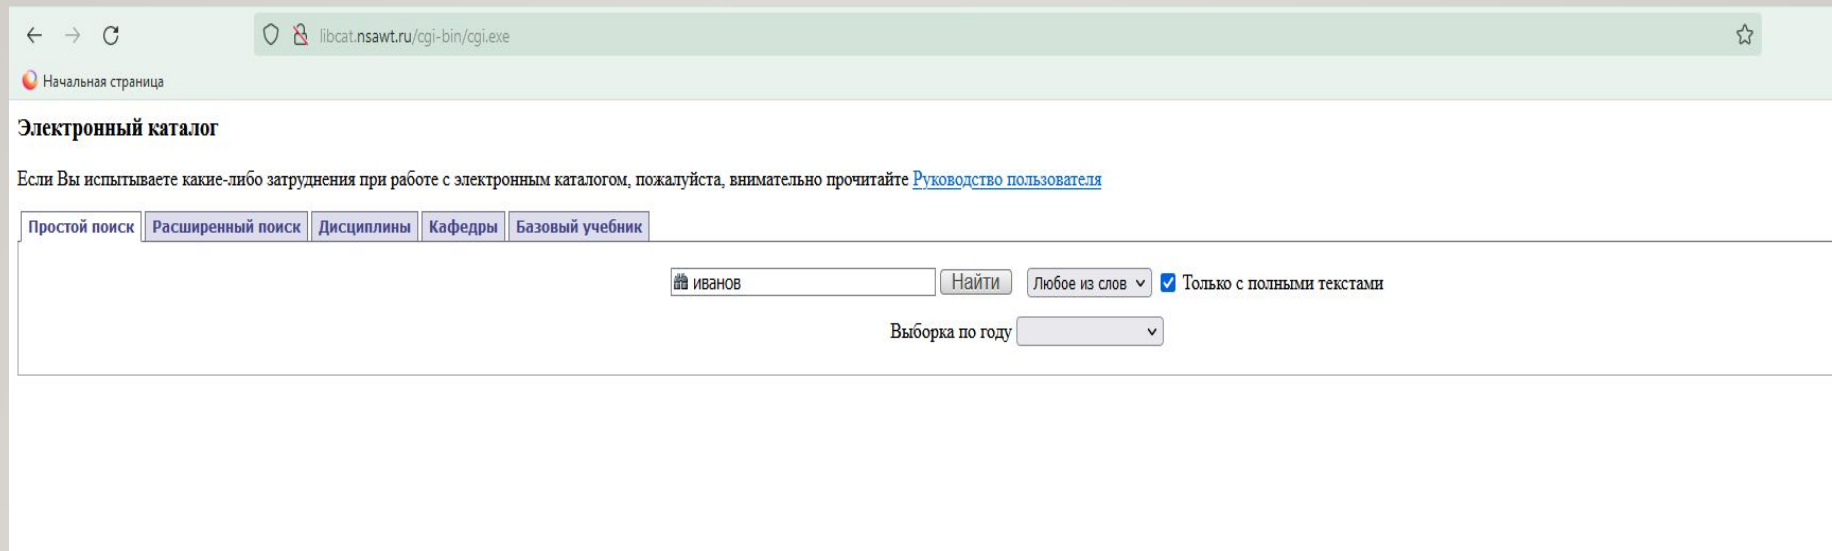 libcat.nsawt.ru/cgi-bin/cgi.exe
Начальная страница
Электронный каталог
Если Вы испытываете какие-либо затруднения при работе с электронным каталогом, пожалуйста, внимательно прочитайте Руководство пользователя
Простой поиск Расширенный поиск Дисциплины Кафедры Базовый учебник
иванов Найти Любое из слов Только с полными текстами
Выборка по году